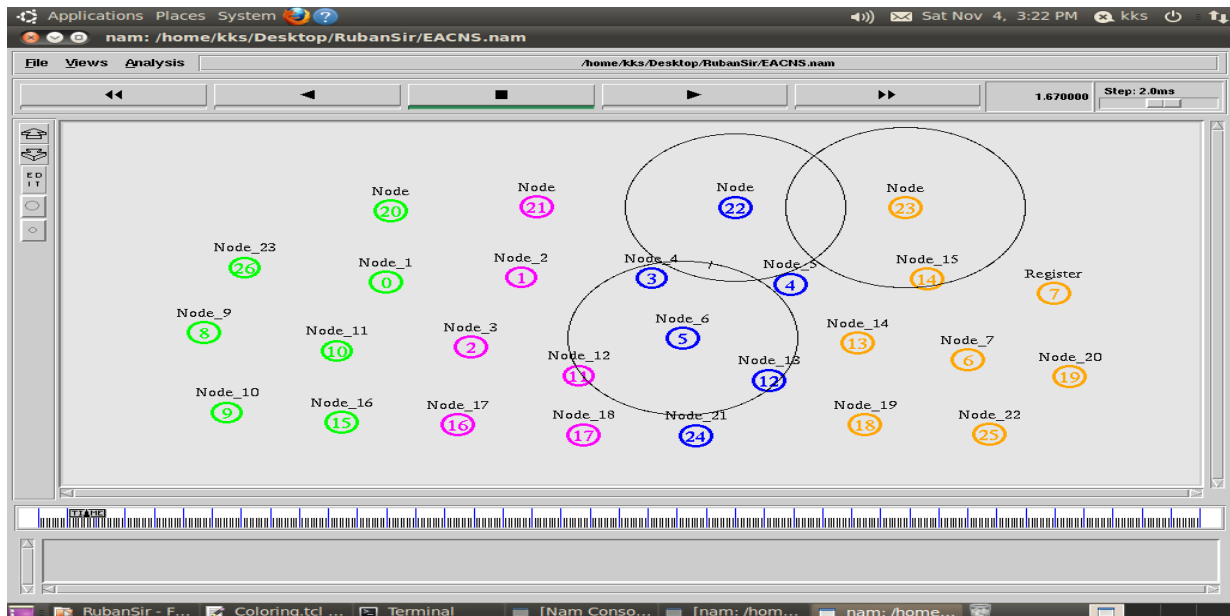 Applications Places System
Sat Nov 4, 3:22 PM kks
nam: /home/kks/Desktop/RubanSir/EACNS.nam
File Views Analysis /home/kks/Desktop/RubanSir/EACNS.nam
1.670000 Step: 2.0ms
E D
I T
Node Node Node Node
20 21 22 23
Node_23 Node_1 Node_2 Node_4 Node_5 Node_15 Register
26 0 1 3 4 14 7
Node_9 Node_11 Node_3 Node_6 Node_14 Node_7
8 10 2 5 13 6
Node_12 Node_13 Node_20
11 12 19
Node_10 Node_16 Node_17 Node_18 Node_21 Node_19 Node_22
9 15 16 17 24 18 25
TIME
RubanSir - F... Coloring.tcl ... Terminal [Nam Conso... [nam: /hom... nam: /home...